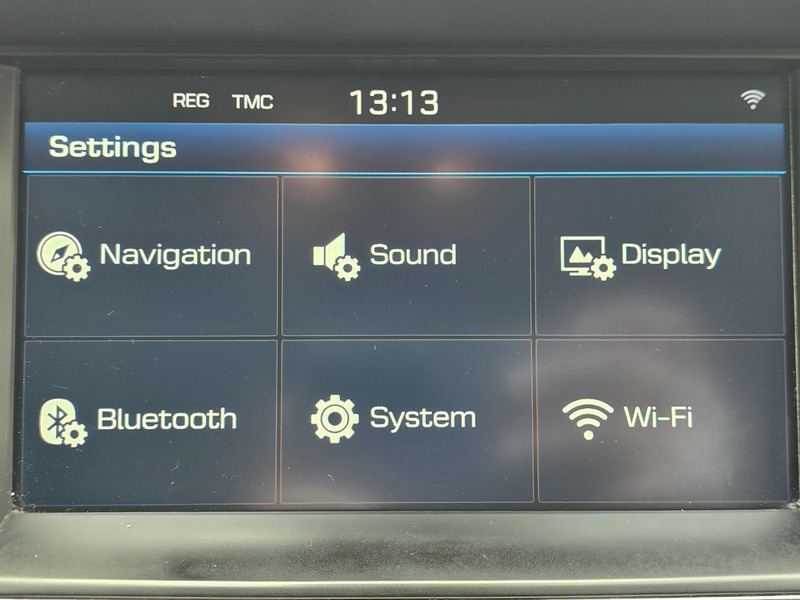 REG TMC 13:13
Settings
Navigation Sound Display
Bluetooth System Wi-Fi